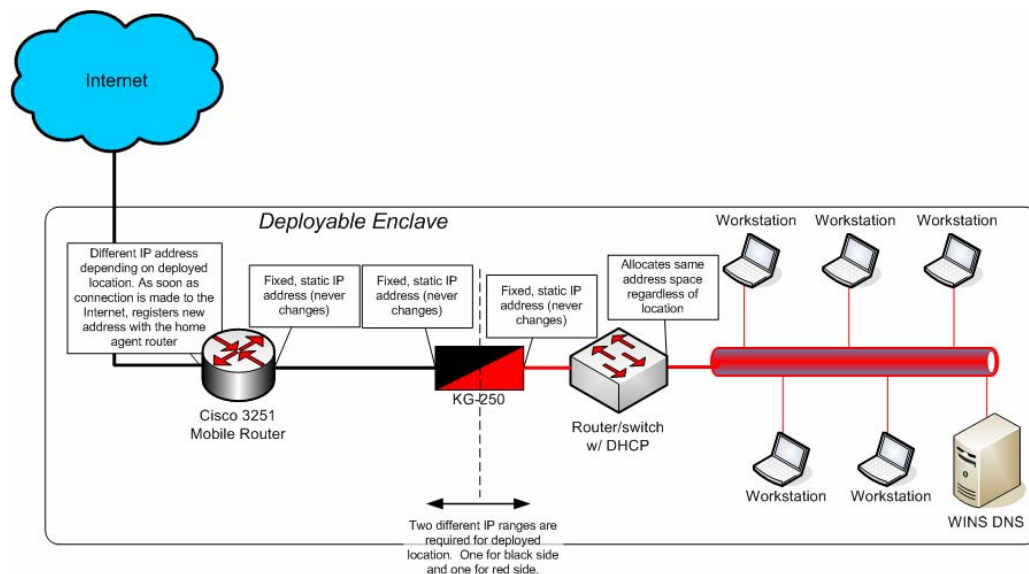 Internet
Deployable Enclave
Different IP address
depending on deployed
location. As soon as
connection is made to the
Internet, registers new
address with the home
agent router
Fixed, static IP
address (never
changes)
Fixed, static IP
address (never
changes)
Fixed, static IP
address (never
changes)
Allocates same
address space
regardless of
location
Workstation
Workstation
Workstation
Cisco 3251
Mobile Router
KG-250
Router/switch
w/ DHCP
Workstation
Workstation
WINS DNS
Two different IP ranges are
required for deployed
location. One for black side
and one for red side.